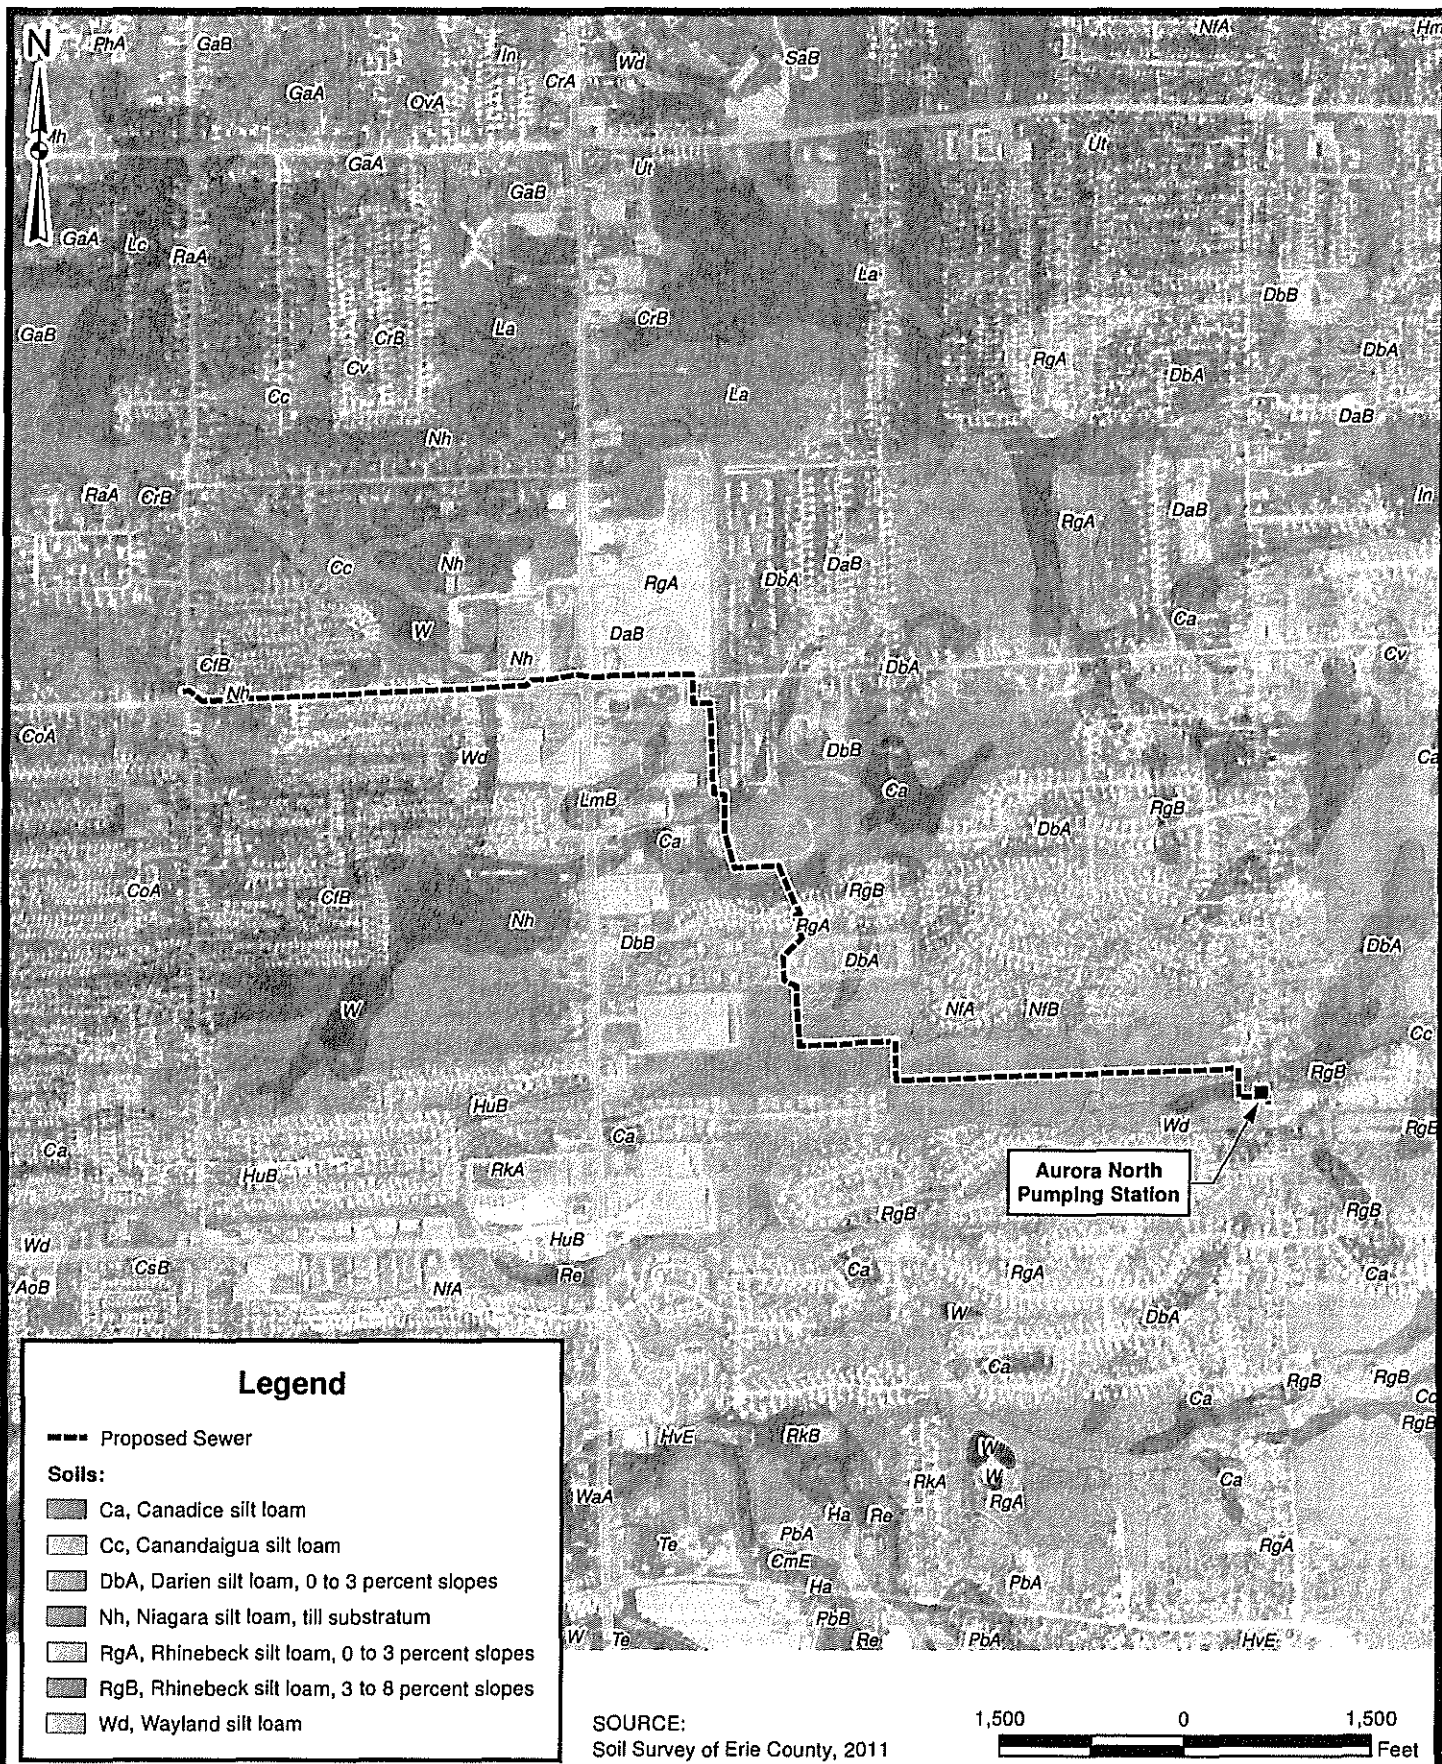 N
PhA GaB In Wd SaB NfA Hm
GaA OvA CrA
Mh GaA Ut Ut
GaB
GaA Lc RaA La DbB
GaB CrB La CrB RgA DbA
Cv DbA
Cc La DaB
Nh
RaA CrB In
RgA DaB
Cc Nh RgA DbA DaB
W DaB Ca
CfB Nh DbA Cv
Nh
CoA Wd DbB Ca
LmB Ca RgB
Ca DbA
CoA CfB RgB
Nh RgA
DbB DbA DbA
W NfA NfB Cc
RgB
HuB Wd
Ca Ca RgB
HuB RkA
Aurora North
Pumping Station
RgB RgB
Wd HuB
CsB Re Ca RgA Ca
AoB NfA
W DbA
Ca RgB RgB
Ca Cc
HvE RkB RgB
W
WaA RkA W Ca
RgA
Ha Re
Te PbA RgA
CmE
Ha PbA
PbB
W Te Re PbA HvE
Legend
Proposed Sewer
Soils:
Ca, Canadice silt loam
Cc, Canandaigua silt loam
DbA, Darien silt loam, 0 to 3 percent slopes
Nh, Niagara silt loam, till substratum
RgA, Rhinebeck silt loam, 0 to 3 percent slopes
RgB, Rhinebeck silt loam, 3 to 8 percent slopes
Wd, Wayland silt loam
SOURCE:
Soil Survey of Erie County, 2011
1,500 0 1,500
Feet